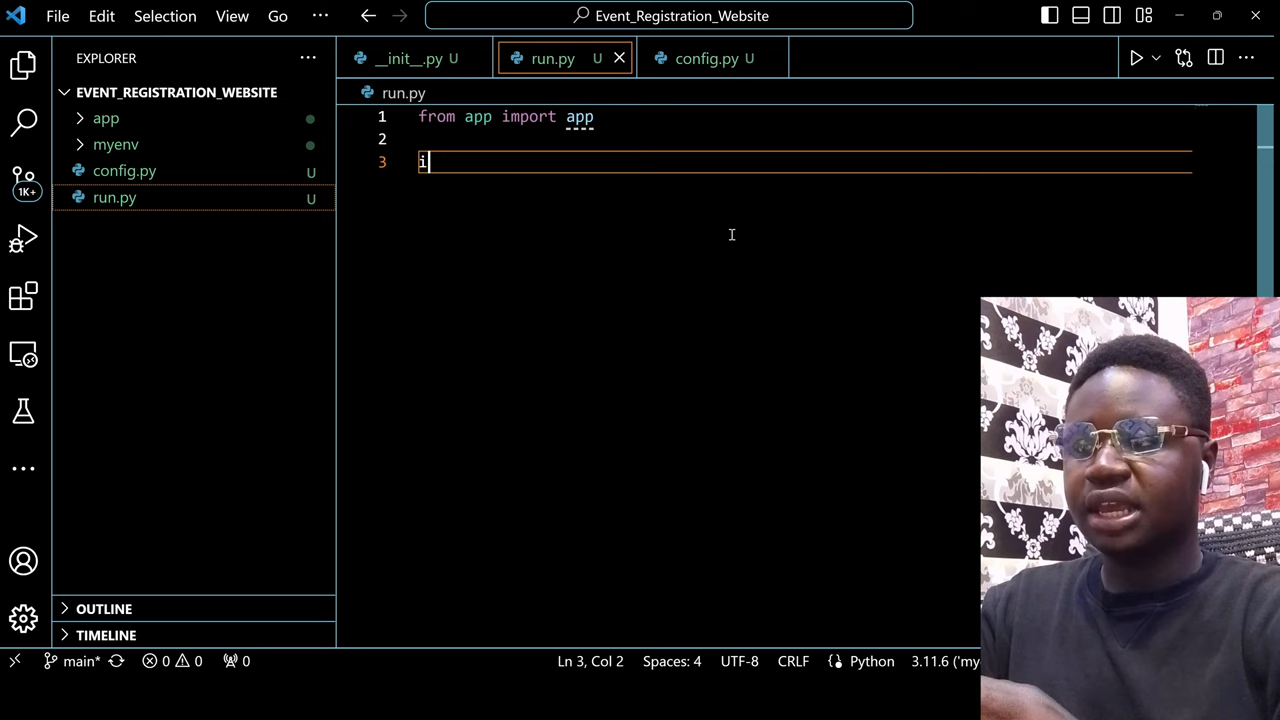 File Edit Selection View Go ··· Event_Registration_Website
EXPLORER ···
__init__.py U
run.py U
config.py U
EVENT_REGISTRATION_WEBSITE
run.py
app
myenv
config.py U
run.py U
1 from app import app
2
3 i
1K+
OUTLINE
TIMELINE
main* 0 0 0 Ln 3, Col 2 Spaces: 4 UTF-8 CRLF Python 3.11.6 ('my